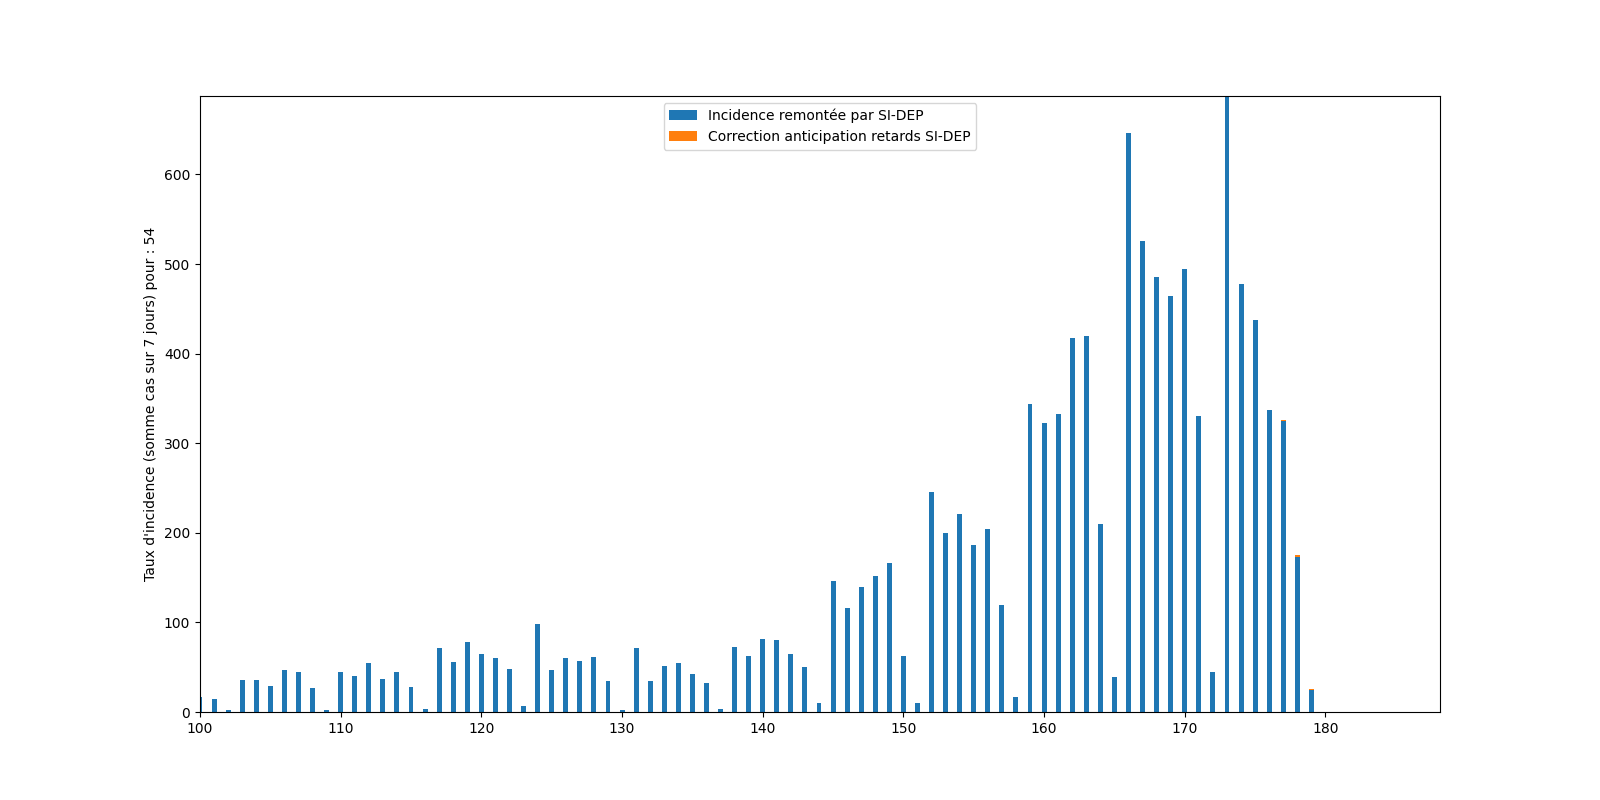 Incidence remontée par SI-DEP
Correction anticipation retards SI-DEP
Taux d'incidence (somme cas sur 7 jours) pour : 54
600
500
400
300
200
100
0
100 110 120 130 140 150 160 170 180